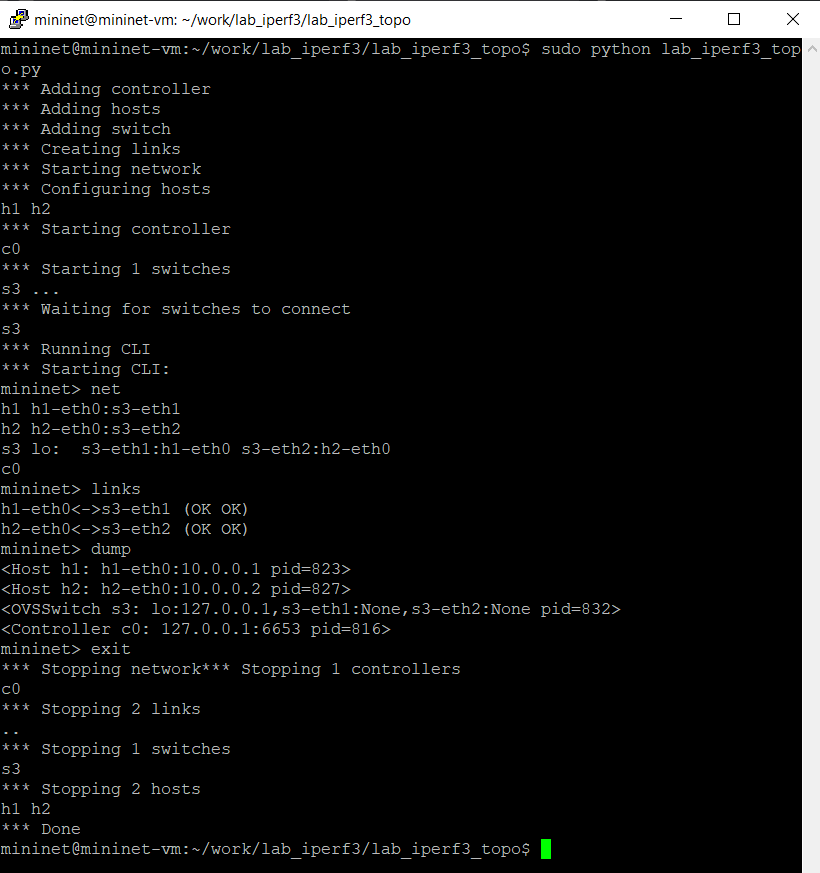 mininet@mininet-vm: ~/work/lab_iperf3/lab_iperf3_topo
mininet@mininet-vm:~/work/lab_iperf3/lab_iperf3_topo$ sudo python lab_iperf3_top
o.py
*** Adding controller
*** Adding hosts
*** Adding switch
*** Creating links
*** Starting network
*** Configuring hosts
h1 h2
*** Starting controller
c0
*** Starting 1 switches
s3 ...
*** Waiting for switches to connect
s3
*** Running CLI
*** Starting CLI:
mininet> net
h1 h1-eth0:s3-eth1
h2 h2-eth0:s3-eth2
s3 lo:  s3-eth1:h1-eth0 s3-eth2:h2-eth0
c0
mininet> links
h1-eth0<->s3-eth1 (OK OK)
h2-eth0<->s3-eth2 (OK OK)
mininet> dump
<Host h1: h1-eth0:10.0.0.1 pid=823>
<Host h2: h2-eth0:10.0.0.2 pid=827>
<OVSSwitch s3: lo:127.0.0.1,s3-eth1:None,s3-eth2:None pid=832>
<Controller c0: 127.0.0.1:6653 pid=816>
mininet> exit
*** Stopping network*** Stopping 1 controllers
c0
*** Stopping 2 links
..
*** Stopping 1 switches
s3
*** Stopping 2 hosts
h1 h2
*** Done
mininet@mininet-vm:~/work/lab_iperf3/lab_iperf3_topo$